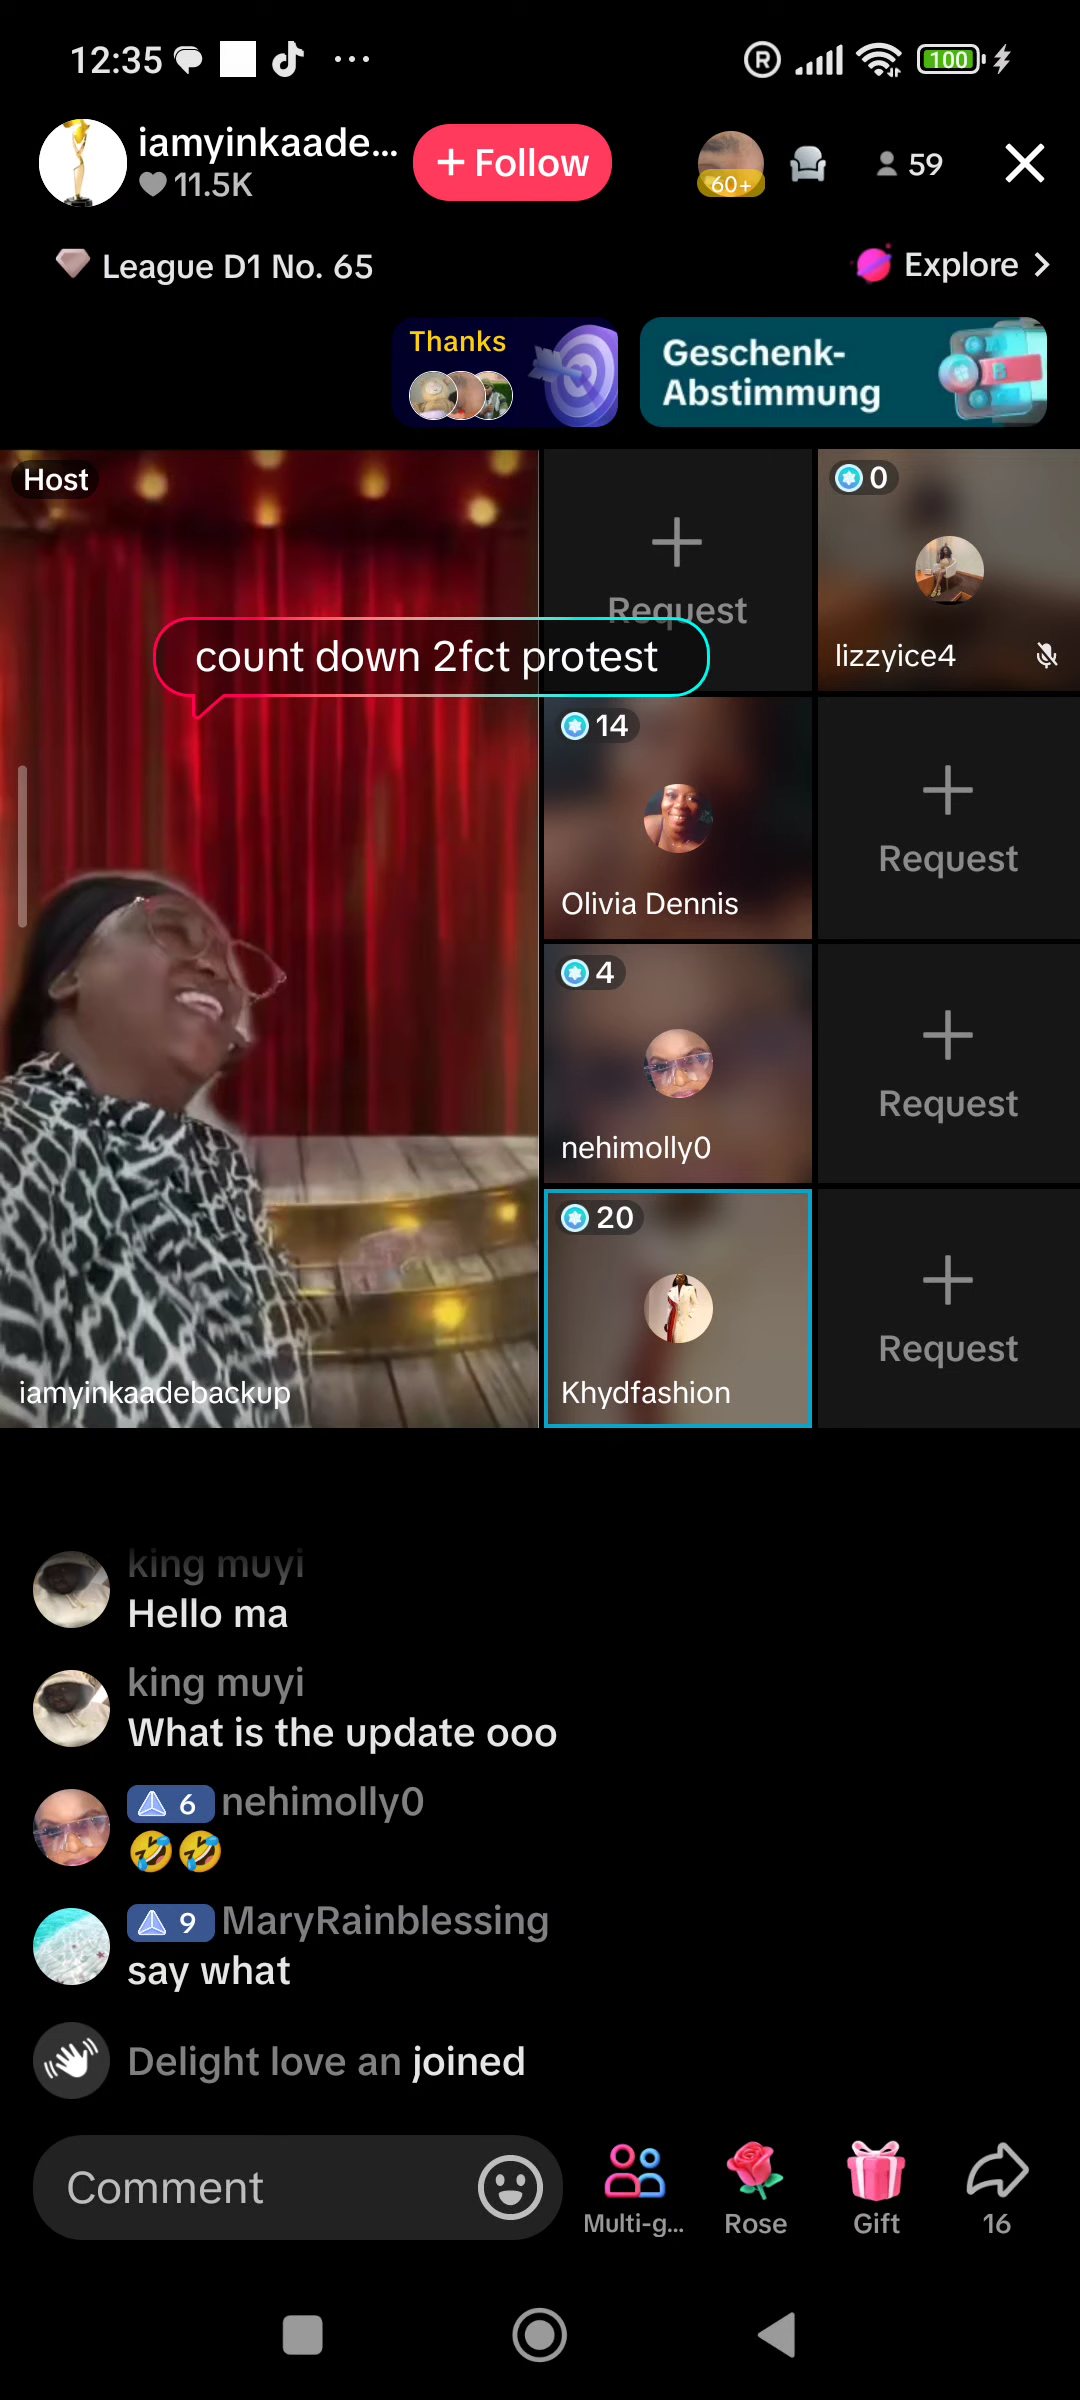 12:35
100
iamyinkaade...
11.5K
+ Follow
60+
59
League D1 No. 65
Explore
Thanks
Geschenk-
Abstimmung
Host
Request
0
lizzyice4
count down 2fct protest
14
Olivia Dennis
Request
4
nehimolly0
Request
20
Khydfashion
Request
iamyinkaadebackup
king muyi
Hello ma
king muyi
What is the update ooo
6 nehimolly0
🤣🤣
9 MaryRainblessing
say what
Delight love an joined
Comment
Multi-g...
Rose
Gift
16